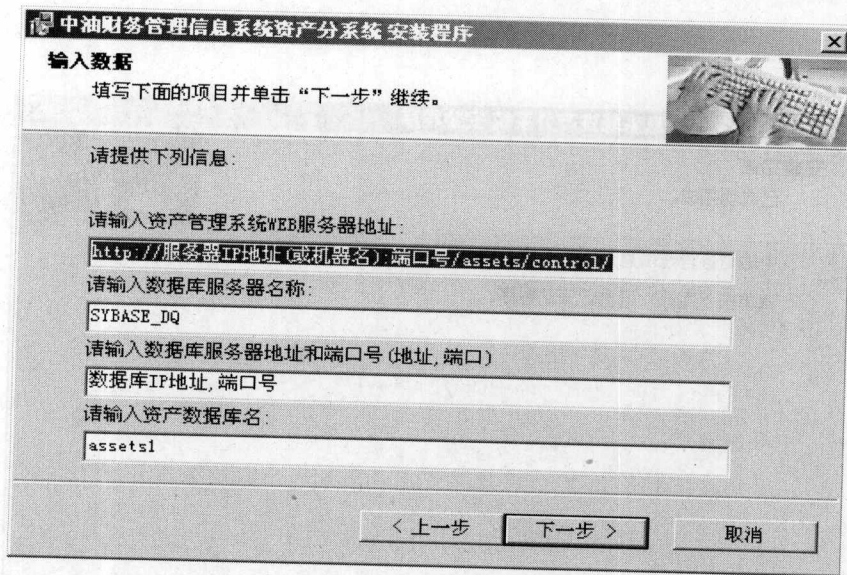 中油财务管理信息系统资产分系统 安装程序
输入数据
填写下面的项目并单击“下一步”继续。
请提供下列信息:
请输入资产管理系统WEB服务器地址:
http://服务器IP地址(或机器名):端口号/assets/control/
请输入数据库服务器名称:
SYBASE_DQ
请输入数据库服务器地址和端口号(地址,端口)
数据库IP地址,端口号
请输入资产数据库名:
assets1
< 上一步
下一步 >
取消